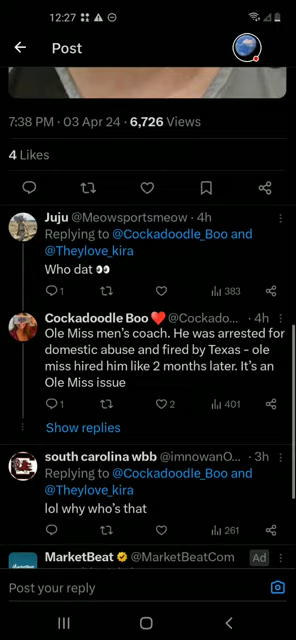 12:27
Post
7:38 PM · 03 Apr 24 · 6,726 Views
4 Likes
Juju @Meowsportsmeow · 4h
Replying to @Cockadoodle_Boo and
@Theylove_kira
Who dat 👀
1 383
Cockadoodle Boo ❤️ @Cockado... · 4h
Ole Miss men's coach. He was arrested for
domestic abuse and fired by Texas - ole
miss hired him like 2 months later. It's an
Ole Miss issue
1 2 401
Show replies
south carolina wbb @imnowanO... · 3h
Replying to @Cockadoodle_Boo and
@Theylove_kira
lol why who's that
261
MarketBeat @MarketBeatCom Ad
Post your reply